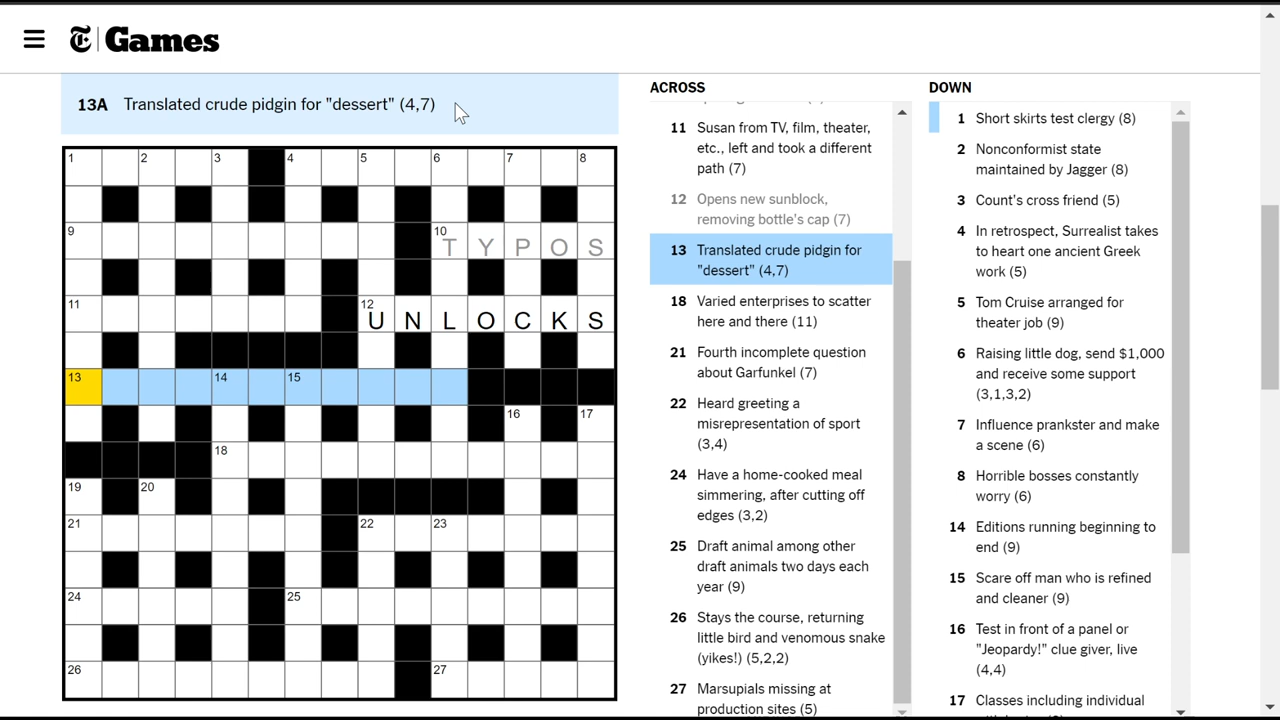 Games
13A Translated crude pidgin for "dessert" (4,7)
1 2 3 4 5 6 7 8
9 10 T Y P O S
11 12 U N L O C K S
13 14 15
16 17
18
19 20
21 22 23
24 25
26 27
ACROSS
11 Susan from TV, film, theater,
etc., left and took a different
path (7)
12 Opens new sunblock,
removing bottle's cap (7)
13 Translated crude pidgin for
"dessert" (4,7)
18 Varied enterprises to scatter
here and there (11)
21 Fourth incomplete question
about Garfunkel (7)
22 Heard greeting a
misrepresentation of sport
(3,4)
24 Have a home-cooked meal
simmering, after cutting off
edges (3,2)
25 Draft animal among other
draft animals two days each
year (9)
26 Stays the course, returning
little bird and venomous snake
(yikes!) (5,2,2)
27 Marsupials missing at
production sites (5)
DOWN
1 Short skirts test clergy (8)
2 Nonconformist state
maintained by Jagger (8)
3 Count's cross friend (5)
4 In retrospect, Surrealist takes
to heart one ancient Greek
work (5)
5 Tom Cruise arranged for
theater job (9)
6 Raising little dog, send $1,000
and receive some support
(3,1,3,2)
7 Influence prankster and make
a scene (6)
8 Horrible bosses constantly
worry (6)
14 Editions running beginning to
end (9)
15 Scare off man who is refined
and cleaner (9)
16 Test in front of a panel or
"Jeopardy!" clue giver, live
(4,4)
17 Classes including individual